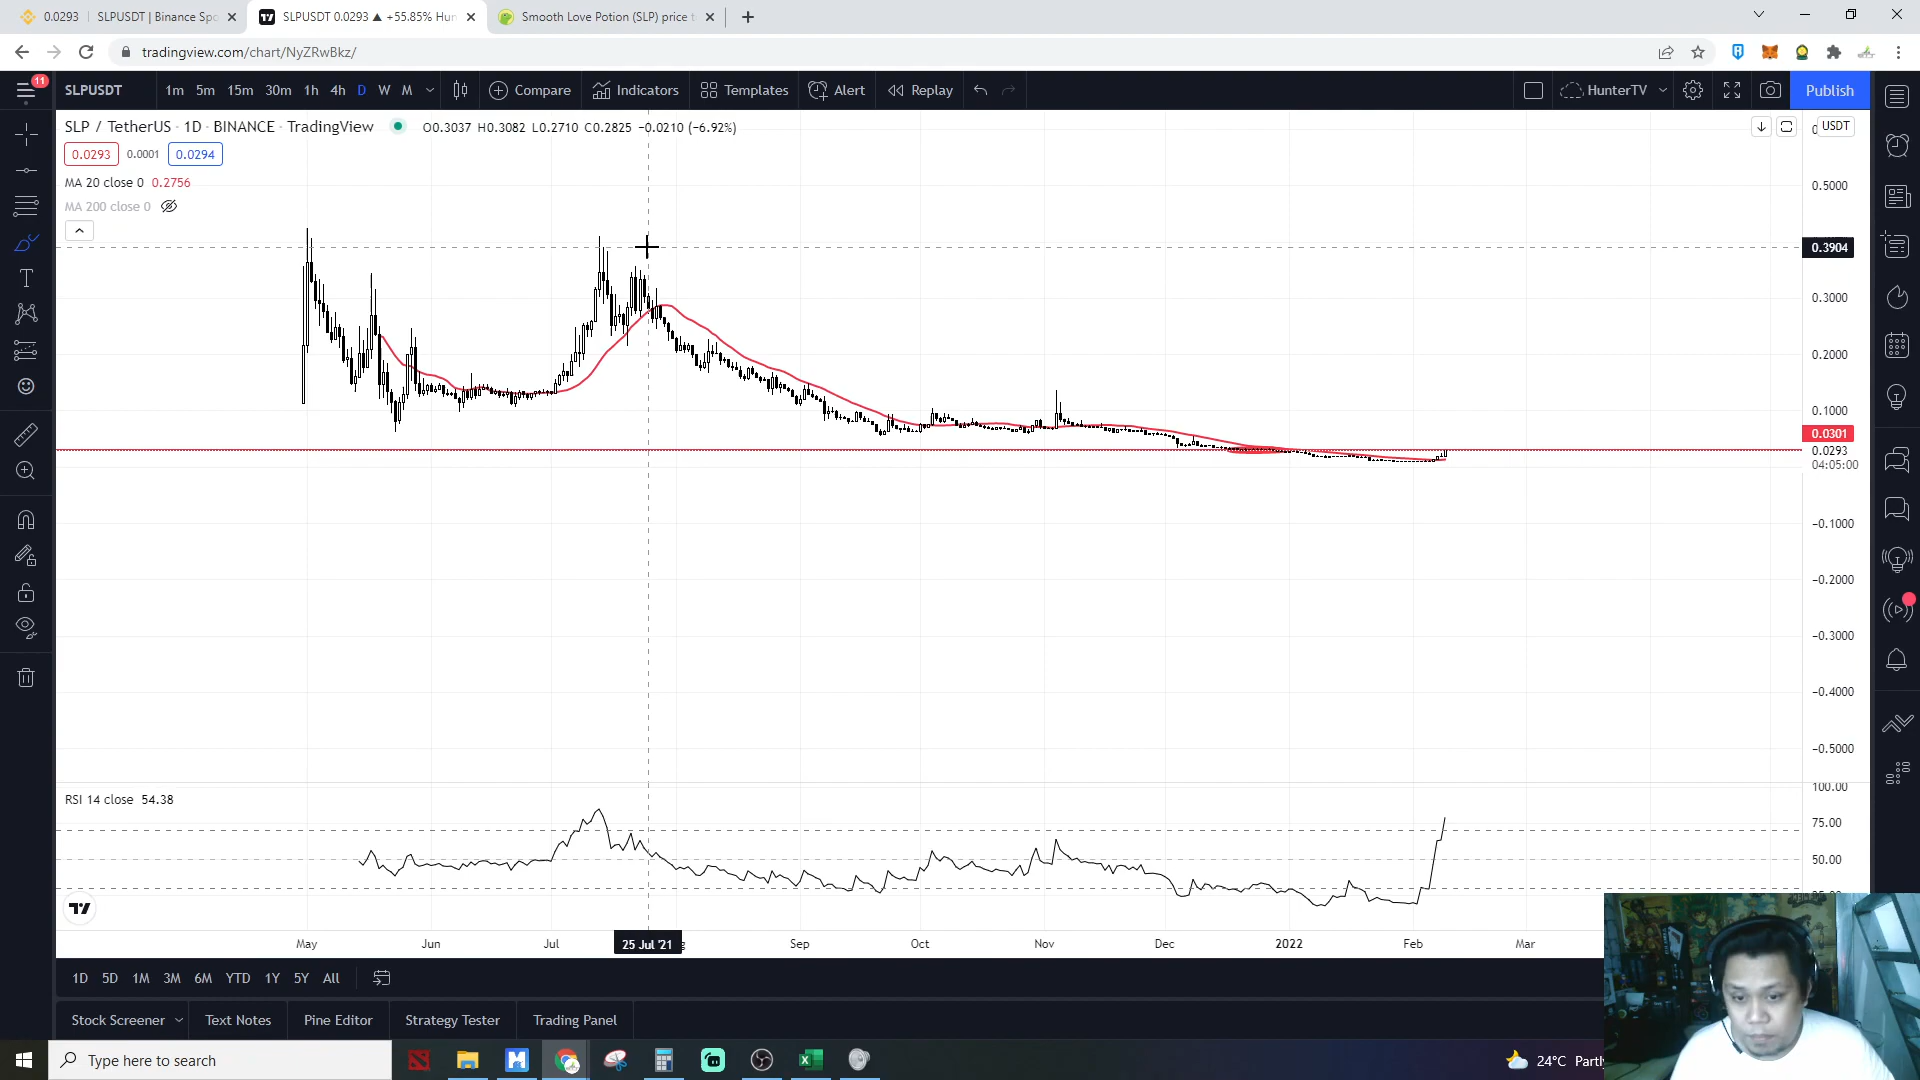 0.0293 SLPUSDT | Binance Spo
SLPUSDT 0.0293 ▲ +55.85% Hun
Smooth Love Potion (SLP) price t
tradingview.com/chart/NyZRwBkz/
11
SLPUSDT 1m 5m 15m 30m 1h 4h D W M Compare Indicators Templates Alert Replay HunterTV Publish
SLP / TetherUS · 1D · BINANCE · TradingView O0.3037 H0.3082 L0.2710 C0.2825 −0.0210 (−6.92%)
USDT
0.0293 0.0001 0.0294
MA 20 close 0 0.2756
MA 200 close 0
0.5000
0.3904
0.3000
0.2000
0.1000
0.0301
0.0293
04:05:00
−0.1000
−0.2000
−0.3000
−0.4000
−0.5000
100.00
RSI 14 close 54.38
75.00
50.00
May Jun Jul 25 Jul '21 Sep Oct Nov Dec 2022 Feb Mar
1D 5D 1M 3M 6M YTD 1Y 5Y All
Stock Screener Text Notes Pine Editor Strategy Tester Trading Panel
Type here to search
24°C Partly